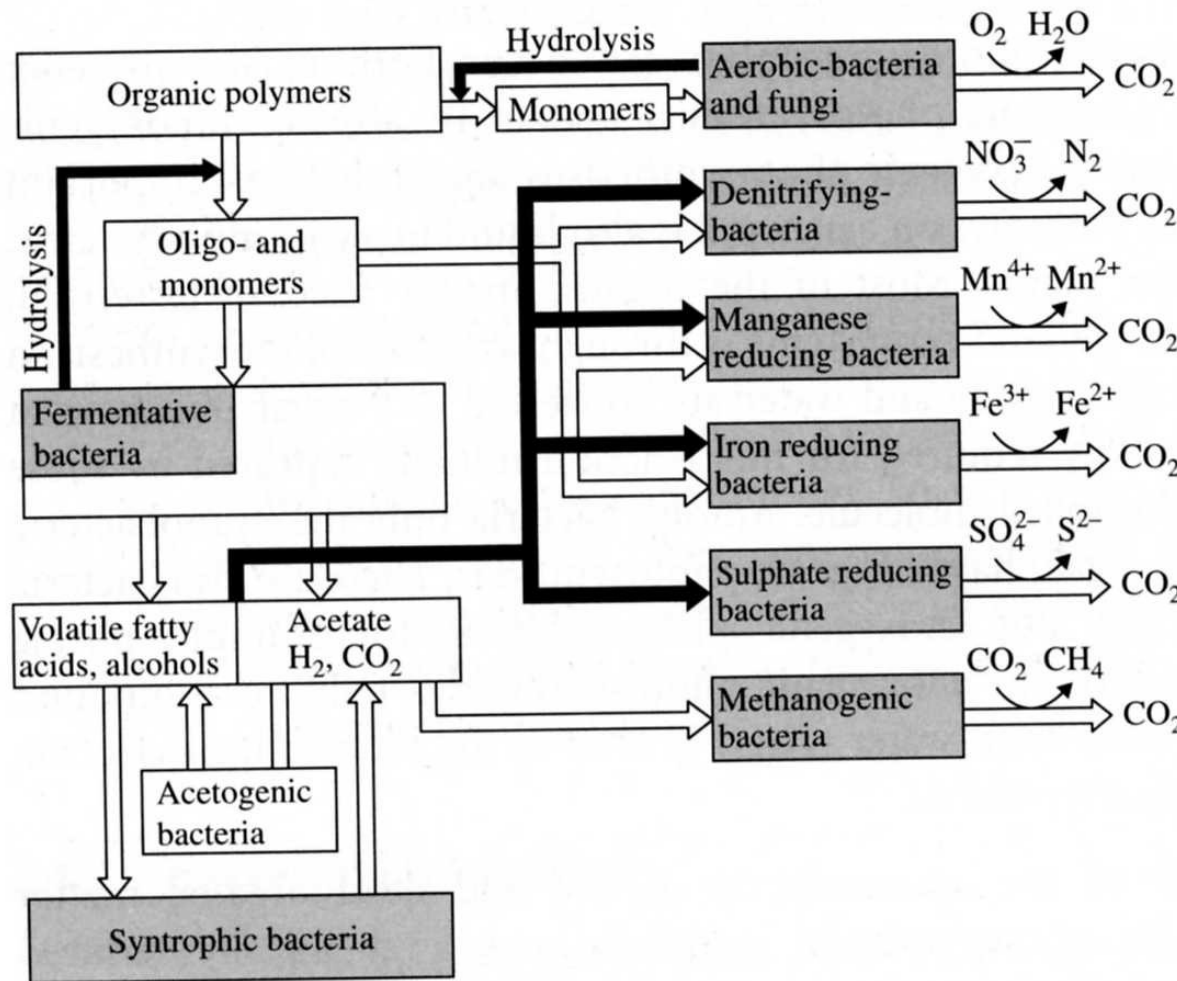 Hydrolysis
O₂ H₂O
Organic polymers
Monomers
Aerobic-bacteria
and fungi
CO₂
Hydrolysis
Oligo- and
monomers
NO₃⁻ N₂
Denitrifying-
bacteria
CO₂
Mn⁴⁺ Mn²⁺
Manganese
reducing bacteria
CO₂
Fermentative
bacteria
Fe³⁺ Fe²⁺
Iron reducing
bacteria
CO₂
SO₄²⁻ S²⁻
Sulphate reducing
bacteria
CO₂
Volatile fatty
acids, alcohols
Acetate
H₂, CO₂
CO₂ CH₄
Methanogenic
bacteria
CO₂
Acetogenic
bacteria
Syntrophic bacteria